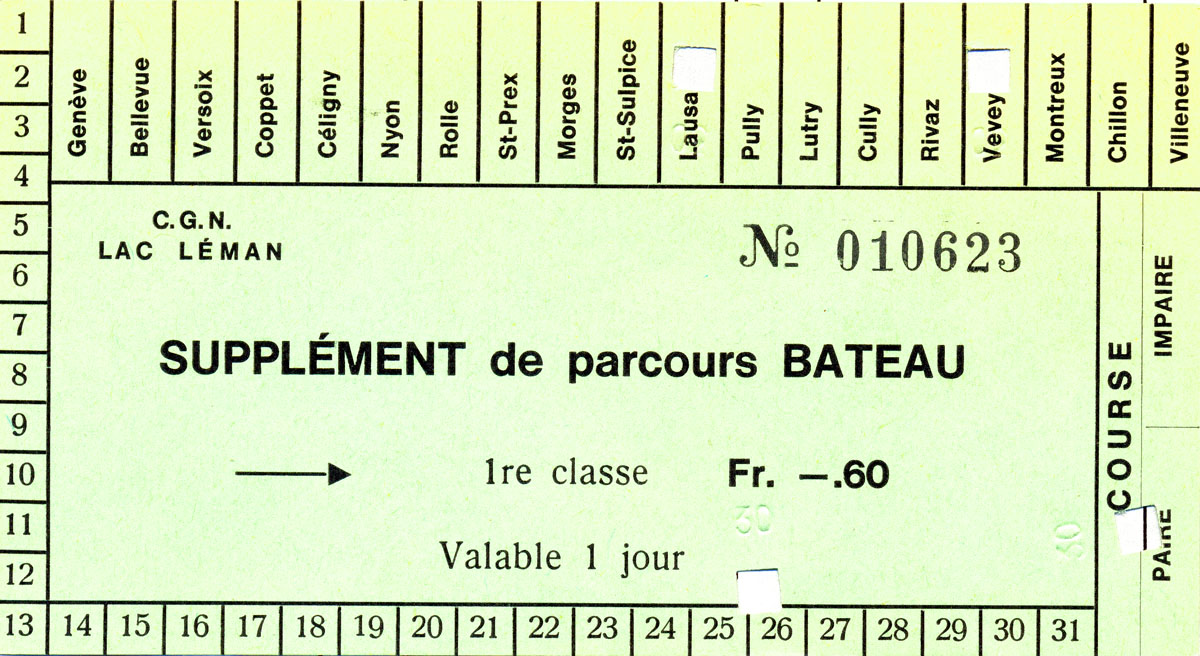 1
2
3
4
5
6
7
8
9
10
11
12
13
Genève
Bellevue
Versoix
Coppet
Céligny
Nyon
Rolle
St-Prex
Morges
St-Sulpice
Lausa
Pully
Lutry
Cully
Rivaz
Vevey
Montreux
Chillon
Villeneuve
C.G.N.
LAC LÉMAN
№ 010623
SUPPLÉMENT de parcours BATEAU
1re classe Fr. —.60
30
Valable 1 jour
30
COURSE
IMPAIRE
PAIRE
14 15 16 17 18 19 20 21 22 23 24 25 26 27 28 29 30 31